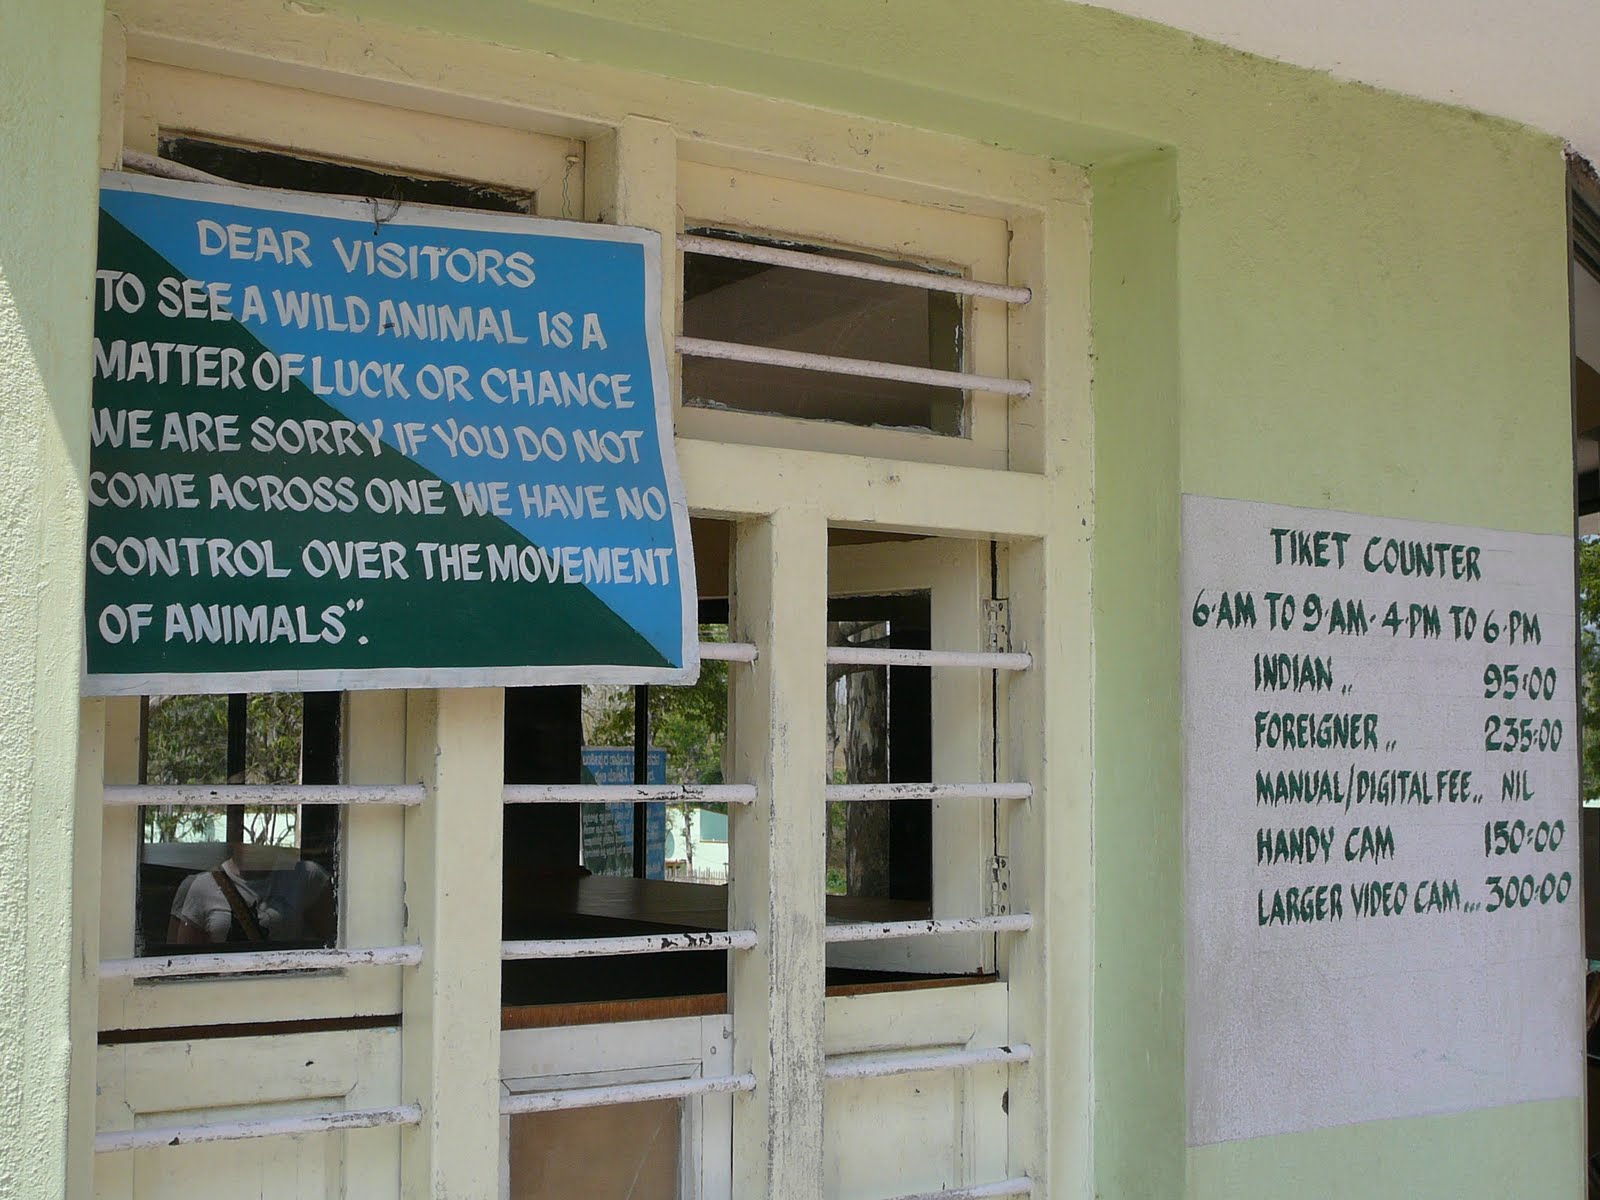 DEAR VISITORS
TO SEE A WILD ANIMAL IS A
MATTER OF LUCK OR CHANCE
WE ARE SORRY IF YOU DO NOT
COME ACROSS ONE WE HAVE NO
CONTROL OVER THE MOVEMENT
OF ANIMALS".
TIKET COUNTER
6·AM TO 9·AM· 4·PM TO 6·PM
INDIAN .. 95:00
FOREIGNER .. 235:00
MANUAL/DIGITAL FEE.. NIL
HANDY CAM 150:00
LARGER VIDEO CAM... 300:00